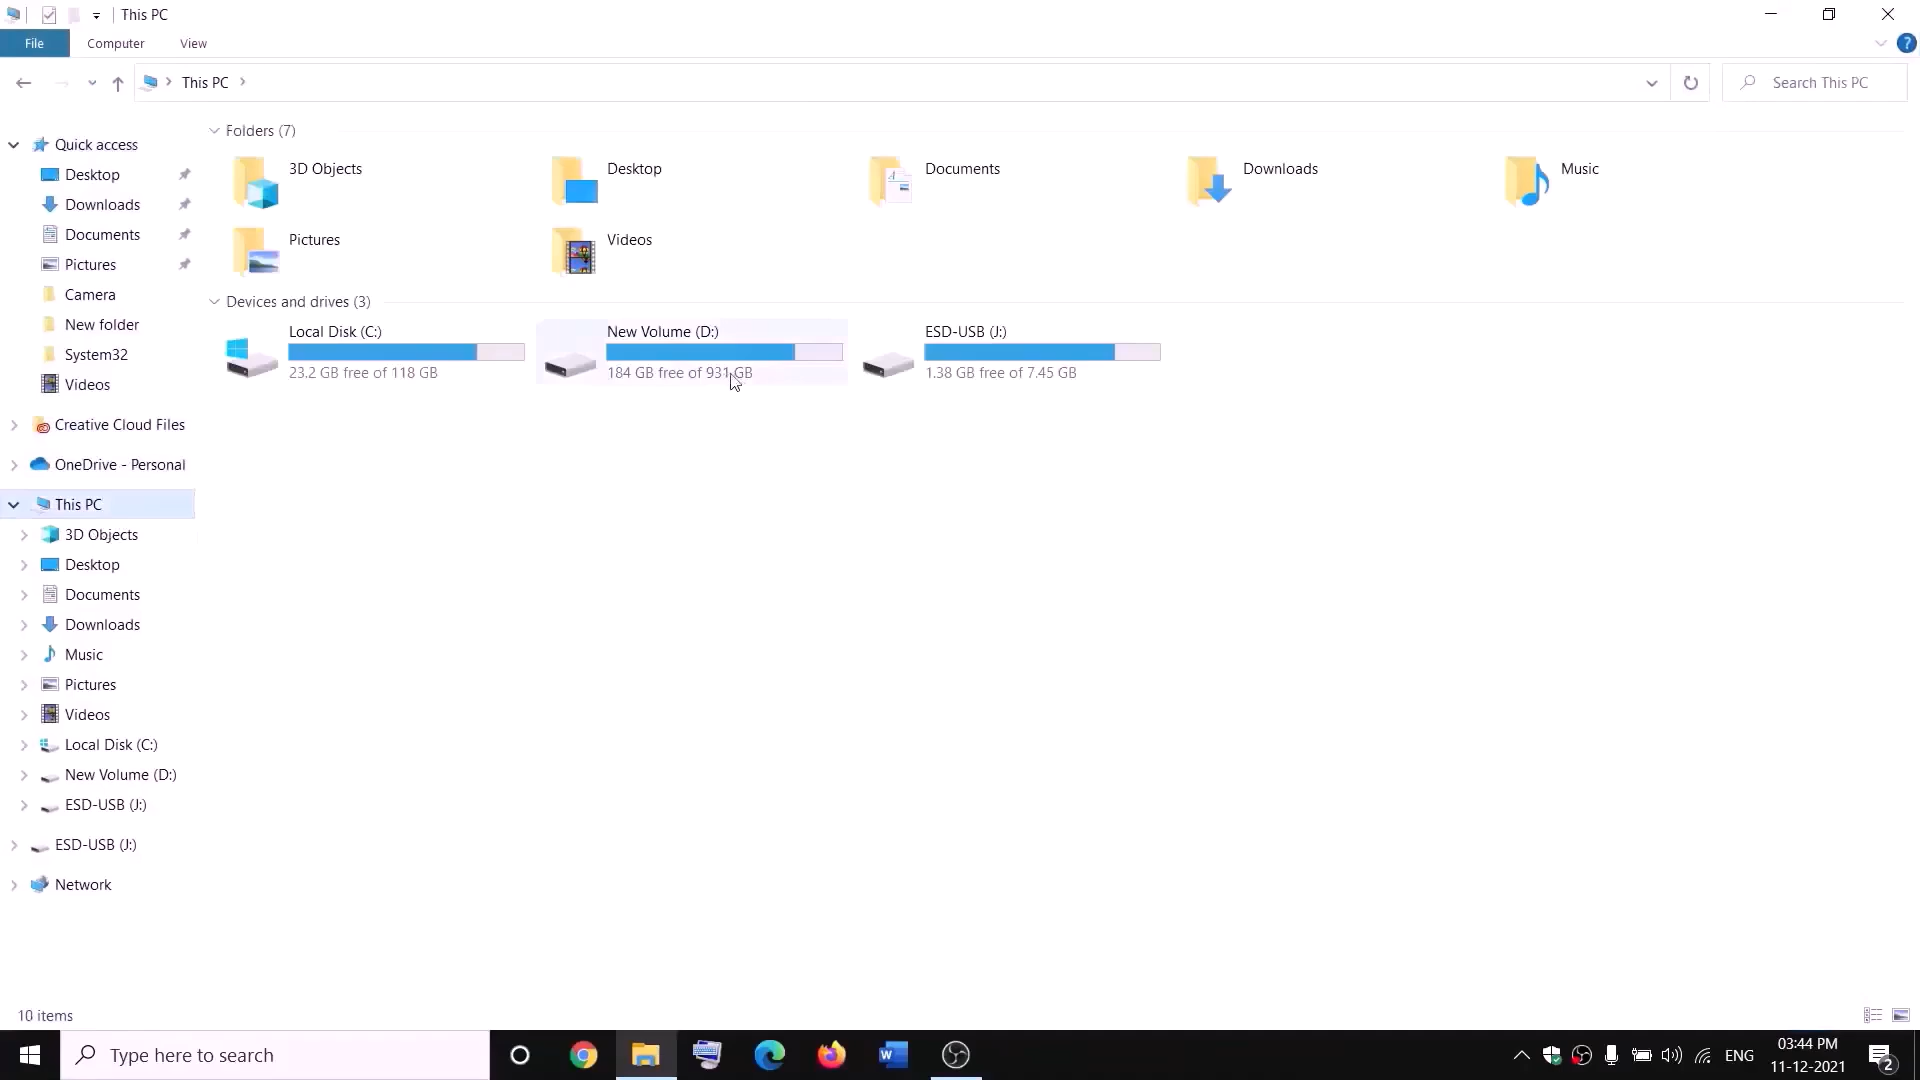 This PC
File
Computer
View
This PC
Search This PC
Quick access
Desktop
Downloads
Documents
Pictures
Camera
New folder
System32
Videos
Creative Cloud Files
OneDrive - Personal
This PC
3D Objects
Desktop
Documents
Downloads
Music
Pictures
Videos
Local Disk (C:)
New Volume (D:)
ESD-USB (J:)
ESD-USB (J:)
Network
Folders (7)
3D Objects
Desktop
Documents
Downloads
Music
Pictures
Videos
Devices and drives (3)
Local Disk (C:)
23.2 GB free of 118 GB
New Volume (D:)
184 GB free of 931 GB
ESD-USB (J:)
1.38 GB free of 7.45 GB
10 items
Type here to search
ENG
03:44 PM
11-12-2021
2